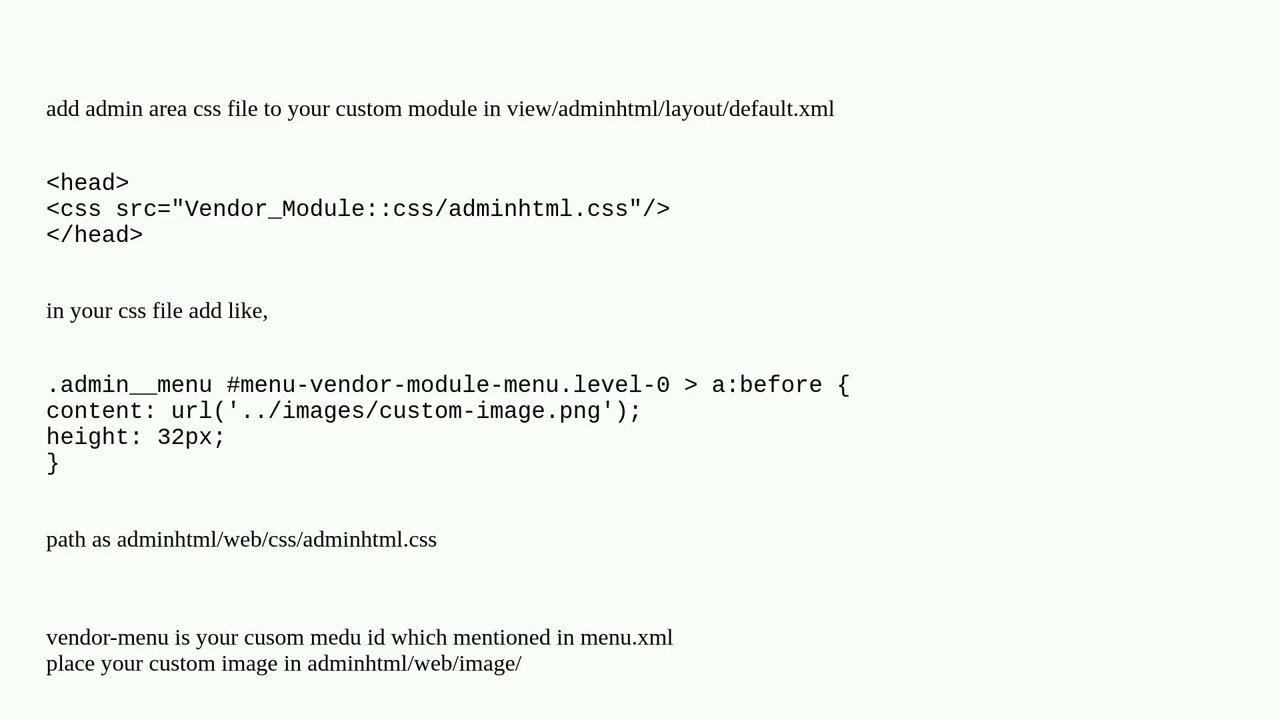 add admin area css file to your custom module in view/adminhtml/layout/default.xml
<head>
<css src="Vendor_Module::css/adminhtml.css"/>
</head>
in your css file add like,
.admin__menu #menu-vendor-module-menu.level-0 > a:before {
content: url('../images/custom-image.png');
height: 32px;
}
path as adminhtml/web/css/adminhtml.css
vendor-menu is your cusom medu id which mentioned in menu.xml
place your custom image in adminhtml/web/image/